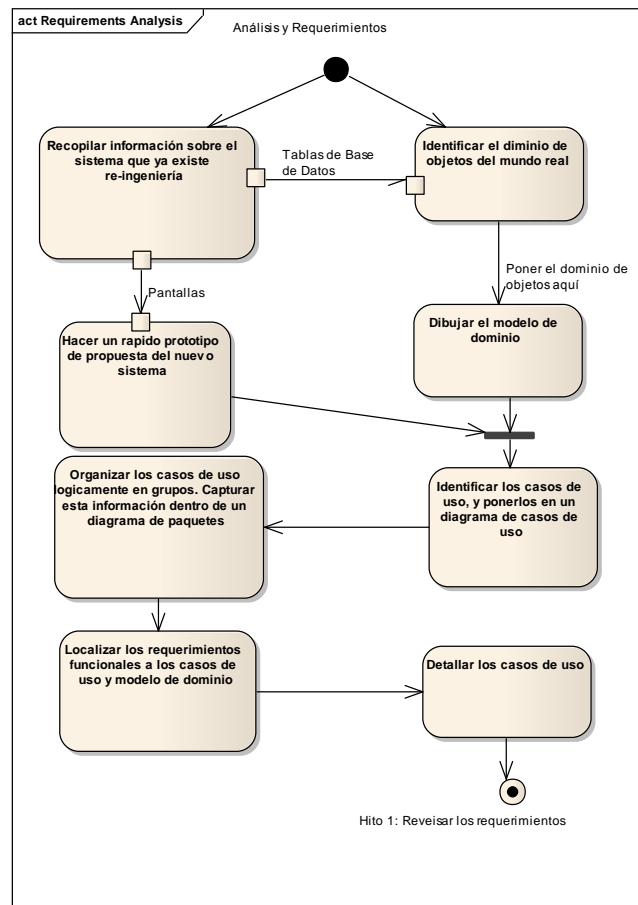 act Requirements Analysis
Análisis y Requerimientos
Recopilar información sobre el
sistema que ya existe
re-ingeniería
Tablas de Base
de Datos
Identificar el diminio de
objetos del mundo real
Pantallas
Poner el dominio de
objetos aquí
Hacer un rapido prototipo
de propuesta del nuevo
sistema
Dibujar el modelo de
dominio
Organizar los casos de uso
logicamente en grupos. Capturar
esta información dentro de un
diagrama de paquetes
Identificar los casos de
uso, y ponerlos en un
diagrama de casos de
uso
Localizar los requerimientos
funcionales a los casos de
uso y modelo de dominio
Detallar los casos de uso
Hito 1: Reveisar los requerimientos